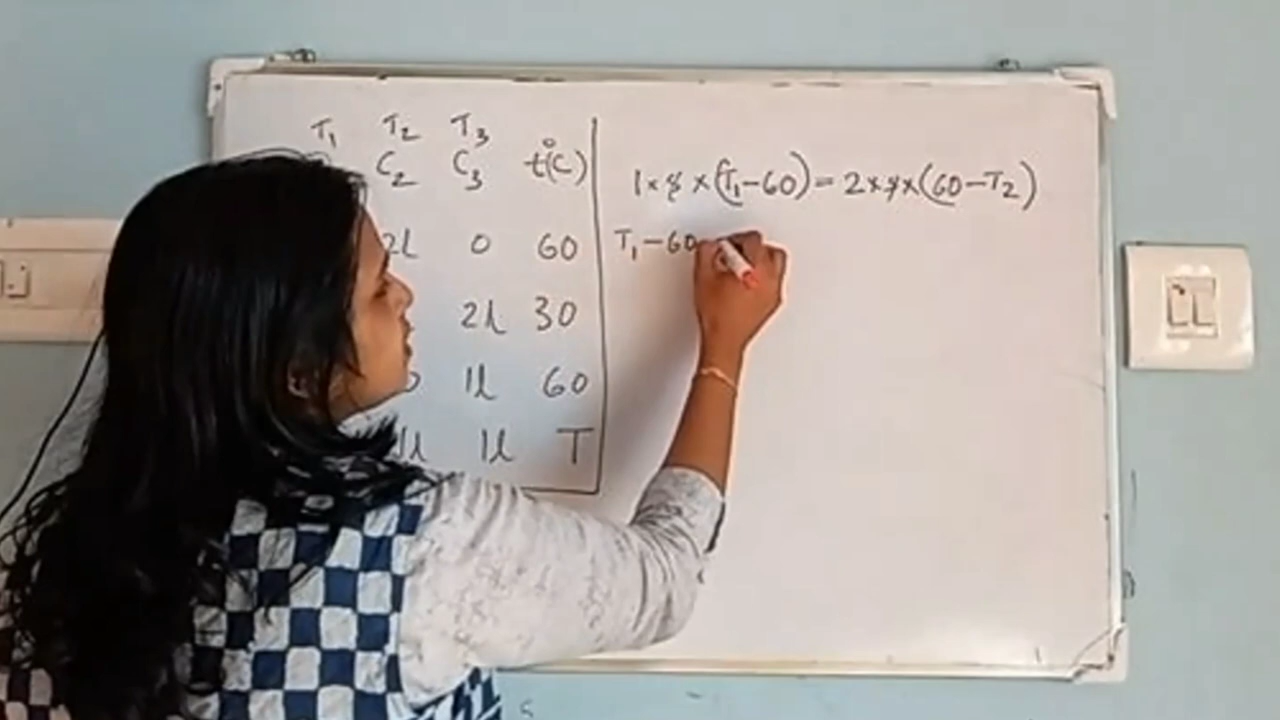 T₁ T₂ T₃
C₂ C₃ t(°C)
2l 0 60
2l 30
1l 60
1l 1l T
1 × s × (T₁ – 60) = 2 × s × (60 – T₂)
T₁ – 60